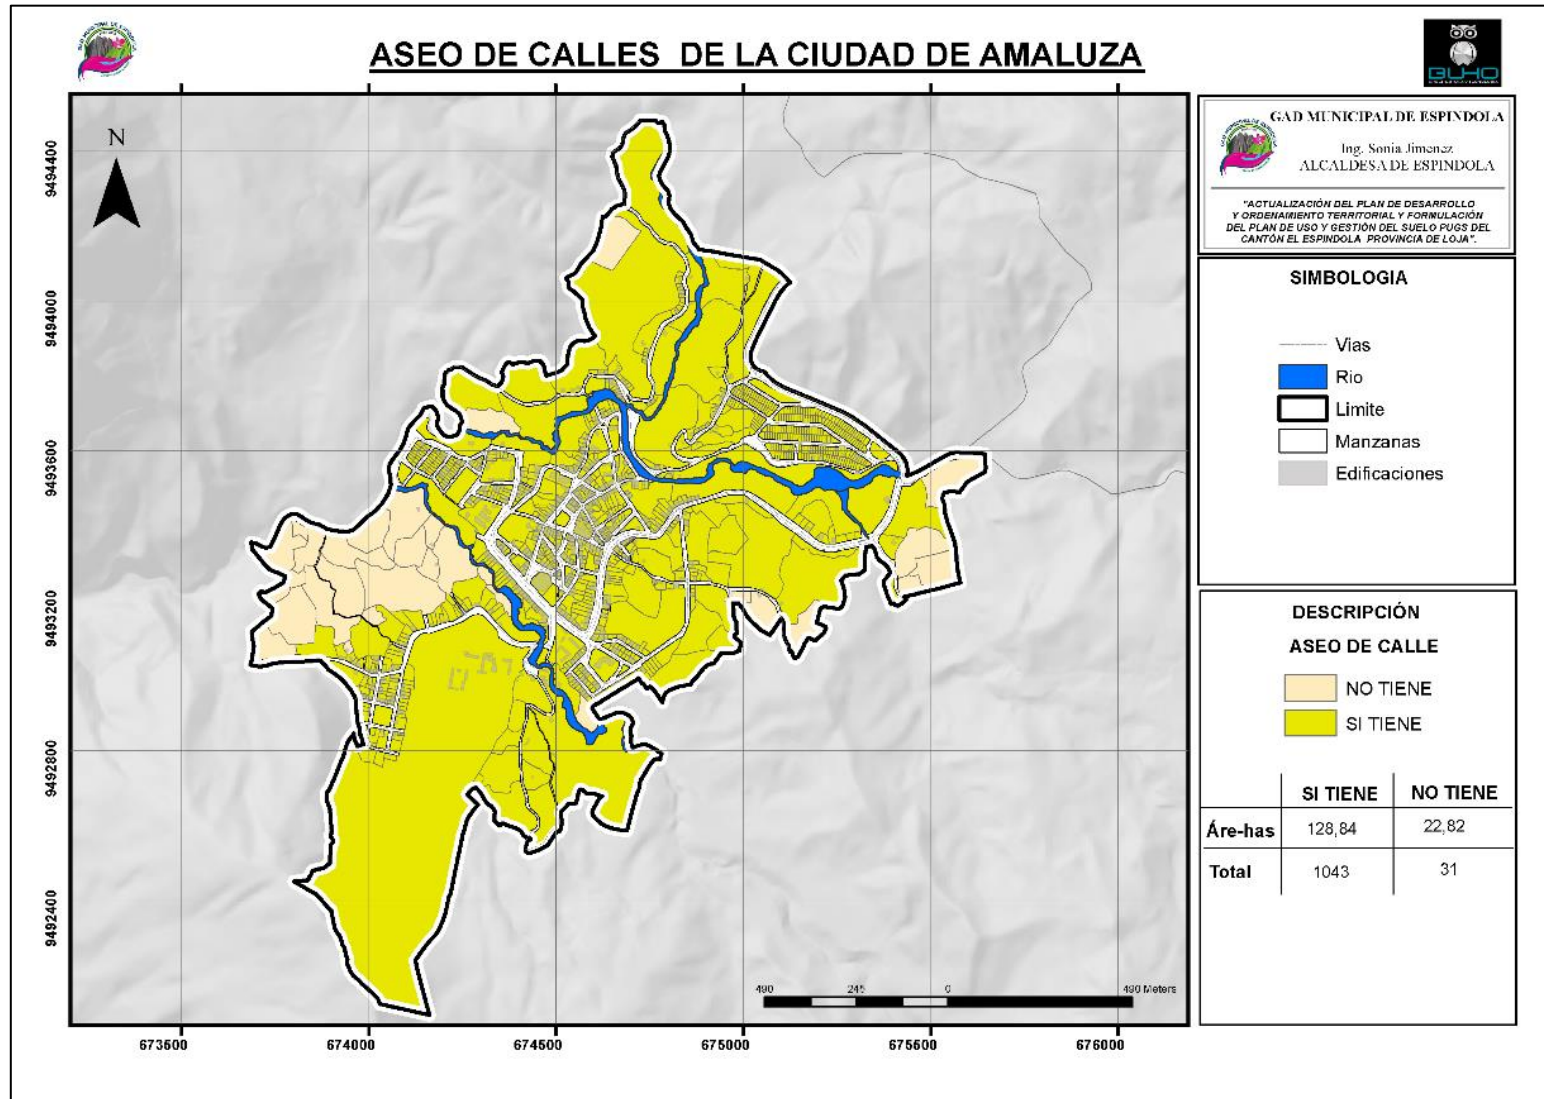 ASEO DE CALLES DE LA CIUDAD DE AMALUZA
BUHO
GAD MUNICIPAL DE ESPINDOLA
Ing. Sonia Jimenez
ALCALDESA DE ESPINDOLA
"ACTUALIZACIÓN DEL PLAN DE DESARROLLO
Y ORDENAMIENTO TERRITORIAL Y FORMULACIÓN
DEL PLAN DE USO Y GESTIÓN DEL SUELO PUGS DEL
CANTÓN EL ESPINDOLA PROVINCIA DE LOJA".
SIMBOLOGIA
Vias
Rio
Limite
Manzanas
Edificaciones
DESCRIPCIÓN
ASEO DE CALLE
NO TIENE
SI TIENE
SI TIENE NO TIENE
Áre-has 128,84 22,82
Total 1043 31
N
9494400
9494000
9493600
9493200
9492800
9492400
490 245 0 490 Meters
673500 674000 674500 675000 675500 676000